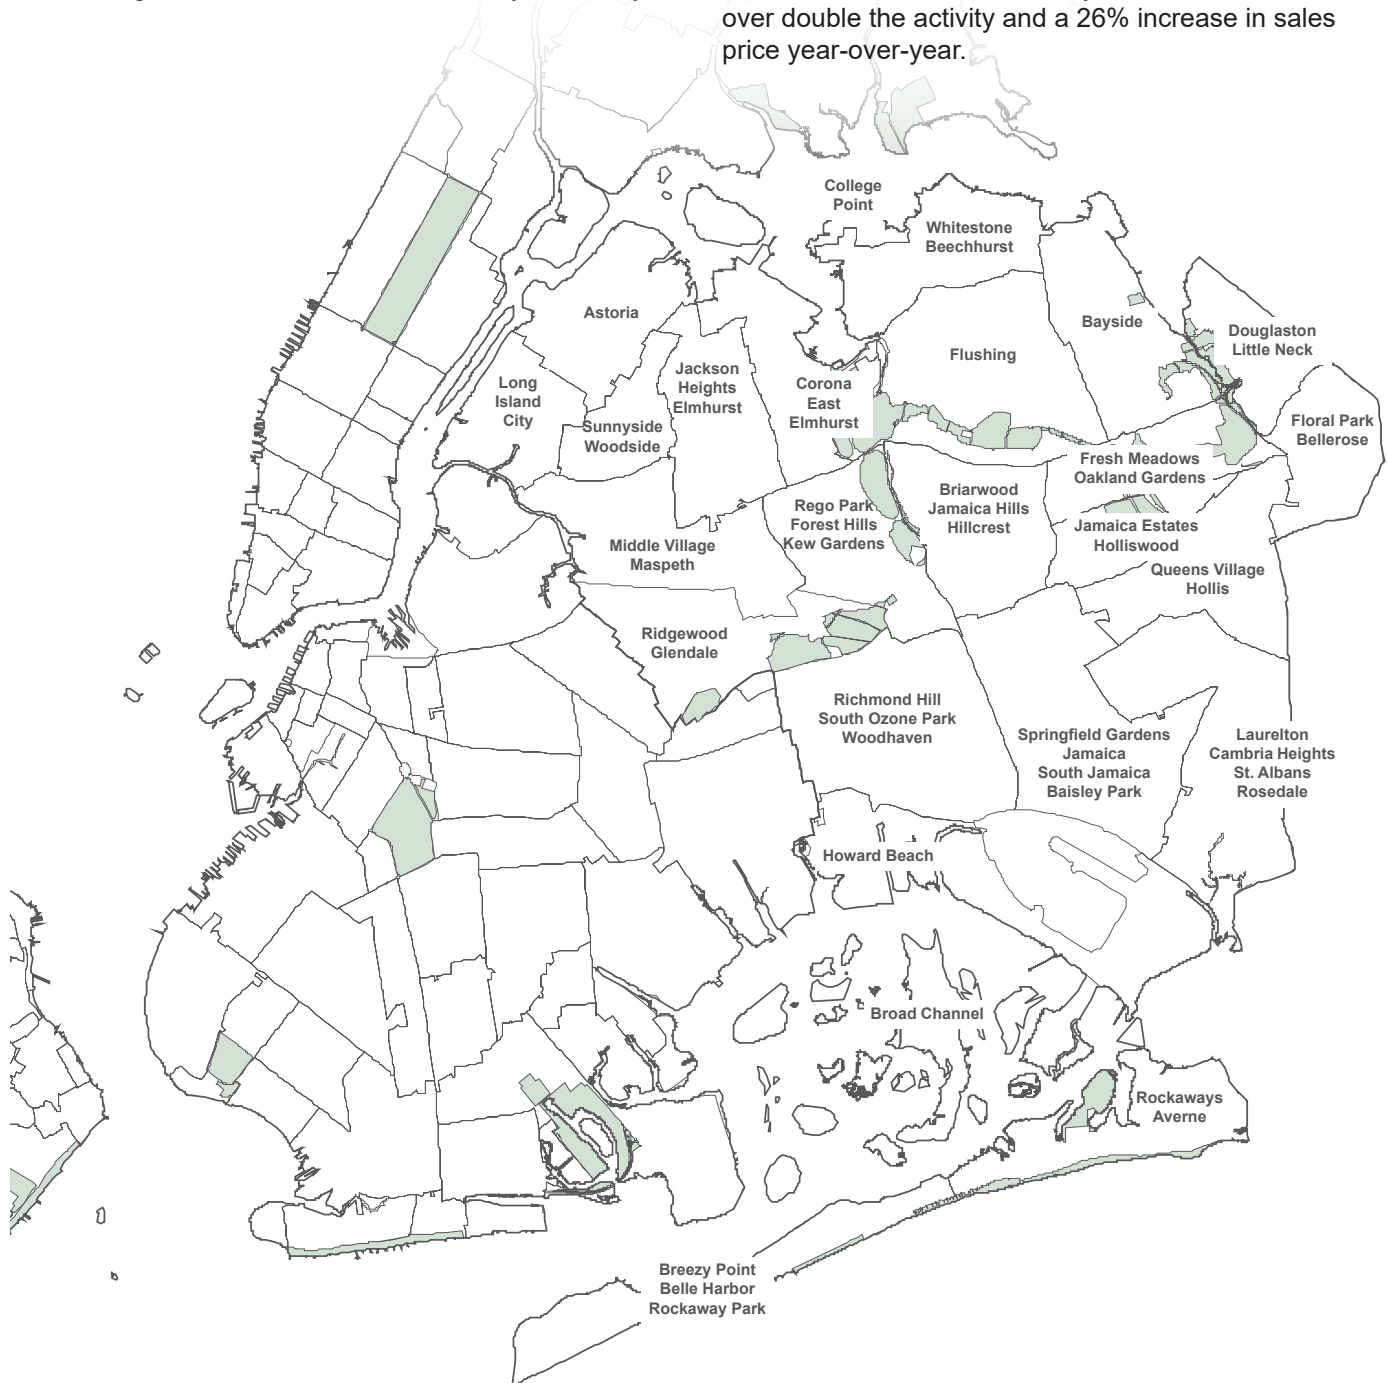 over double the activity and a 26% increase in sales
price year-over-year.
College
Point
Whitestone
Beechhurst
Astoria
Bayside
Douglaston
Little Neck
Flushing
Long
Island
City
Jackson
Heights
Elmhurst
Corona
East
Elmhurst
Sunnyside
Woodside
Floral Park
Bellerose
Fresh Meadows
Oakland Gardens
Rego Park
Forest Hills
Kew Gardens
Briarwood
Jamaica Hills
Hillcrest
Jamaica Estates
Holliswood
Middle Village
Maspeth
Queens Village
Hollis
Ridgewood
Glendale
Richmond Hill
South Ozone Park
Woodhaven
Springfield Gardens
Jamaica
South Jamaica
Baisley Park
Laurelton
Cambria Heights
St. Albans
Rosedale
Howard Beach
Broad Channel
Rockaways
Averne
Breezy Point
Belle Harbor
Rockaway Park